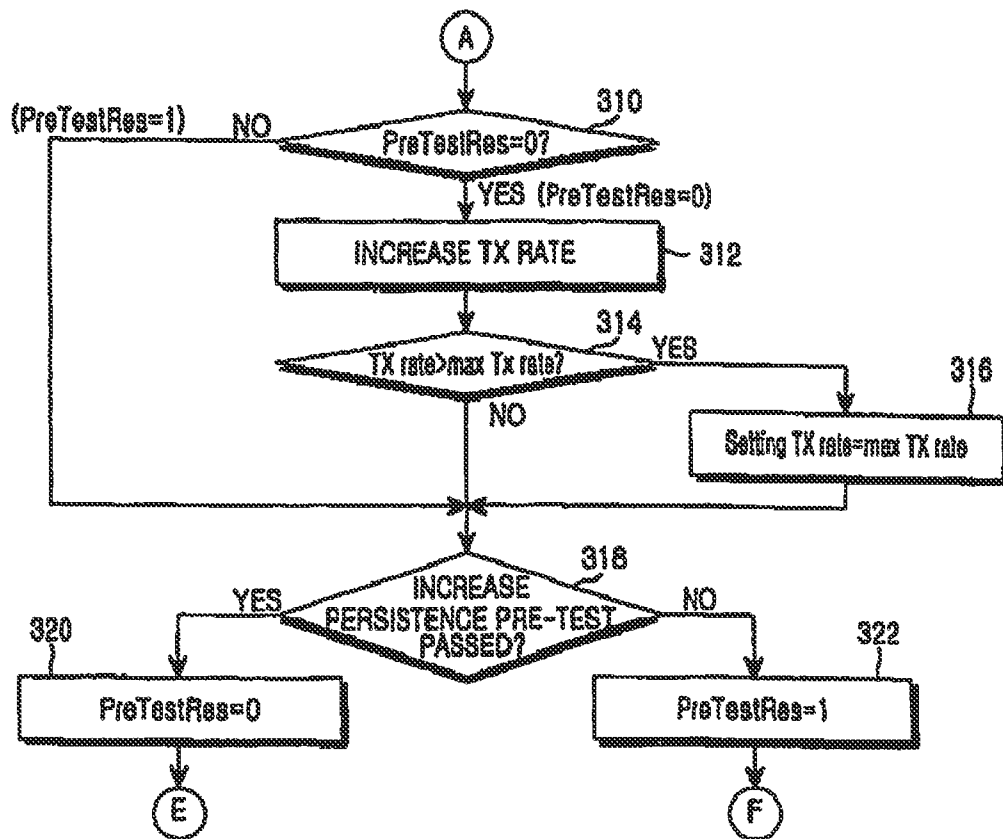 A
310
(PreTestRes=1)
NO
PreTestRes=0?
YES (PreTestRes=0)
INCREASE TX RATE
312
314
TX rate>max Tx rate?
YES
316
NO
Setting TX rate=max TX rate
318
YES
INCREASE
PERSISTENCE PRE-TEST
PASSED?
NO
320
322
PreTestRes=0
PreTestRes=1
E
F